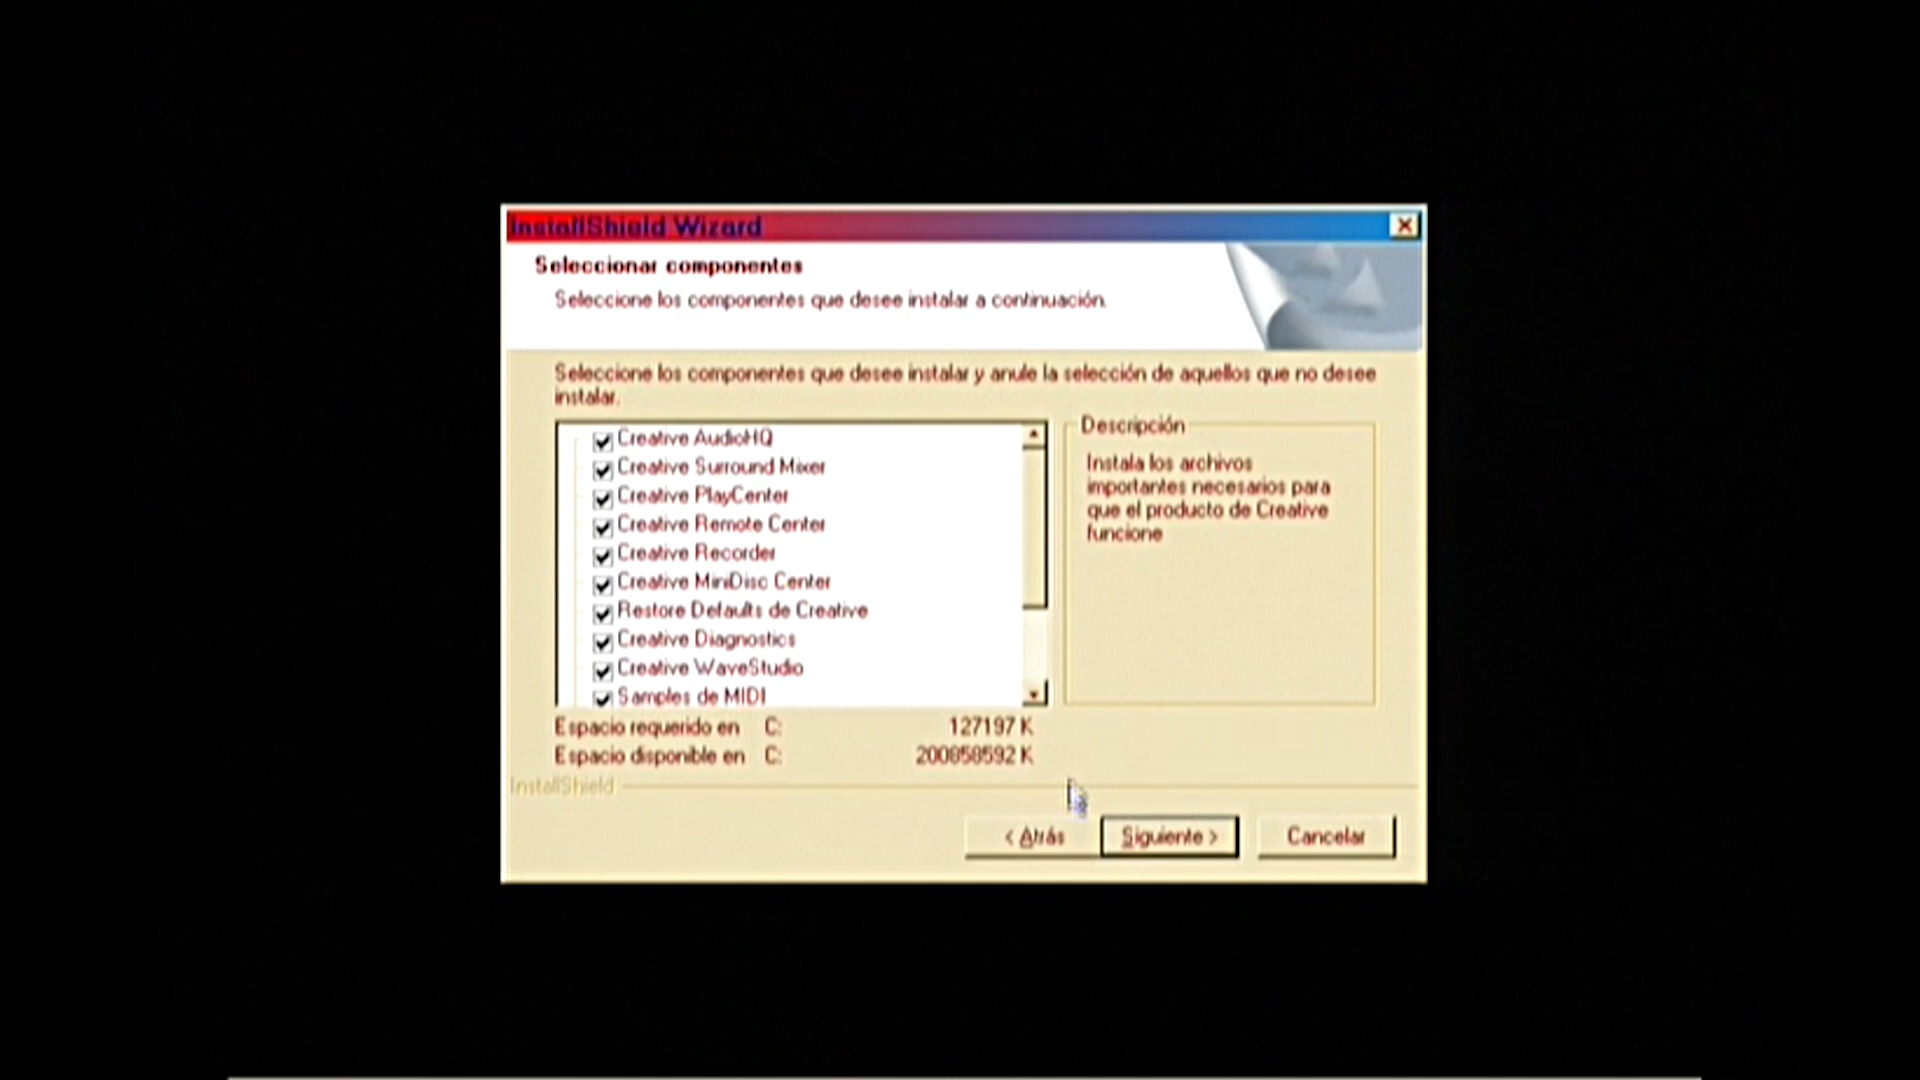 InstallShield Wizard
Seleccionar componentes
Seleccione los componentes que desee instalar a continuación.
Seleccione los componentes que desee instalar y anule la selección de aquellos que no desee
instalar.
Creative AudioHQ
Creative Surround Mixer
Creative PlayCenter
Creative Remote Center
Creative Recorder
Creative MiniDisc Center
Restore Defaults de Creative
Creative Diagnostics
Creative WaveStudio
Samples de MIDI
Descripción
Instala los archivos
importantes necesarios para
que el producto de Creative
funcione
Espacio requerido en C: 127197 K
Espacio disponible en C: 200858592 K
InstallShield
< Atrás
Siguiente >
Cancelar